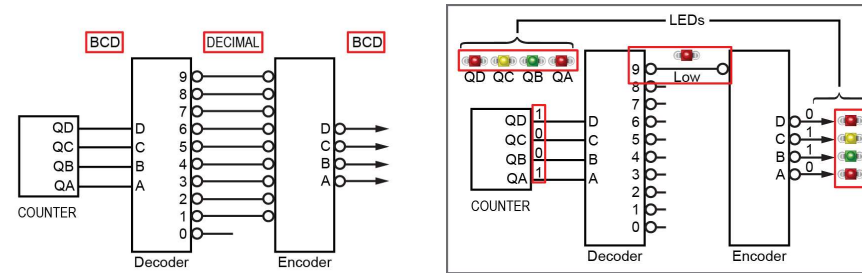 BCD DECIMAL BCD
9
8
7
QD D 6 D
QC C 5 C
QB B 4 B
QA A 3 A
2
1
0
COUNTER
Decoder Encoder
LEDs
QD QC QB QA
9 Low
8
7
QD 1 D 6 D 0
QC 0 C 5 C 1
QB 0 B 4 B 1
QA 1 A 3 A 0
2
1
0
COUNTER
Decoder Encoder